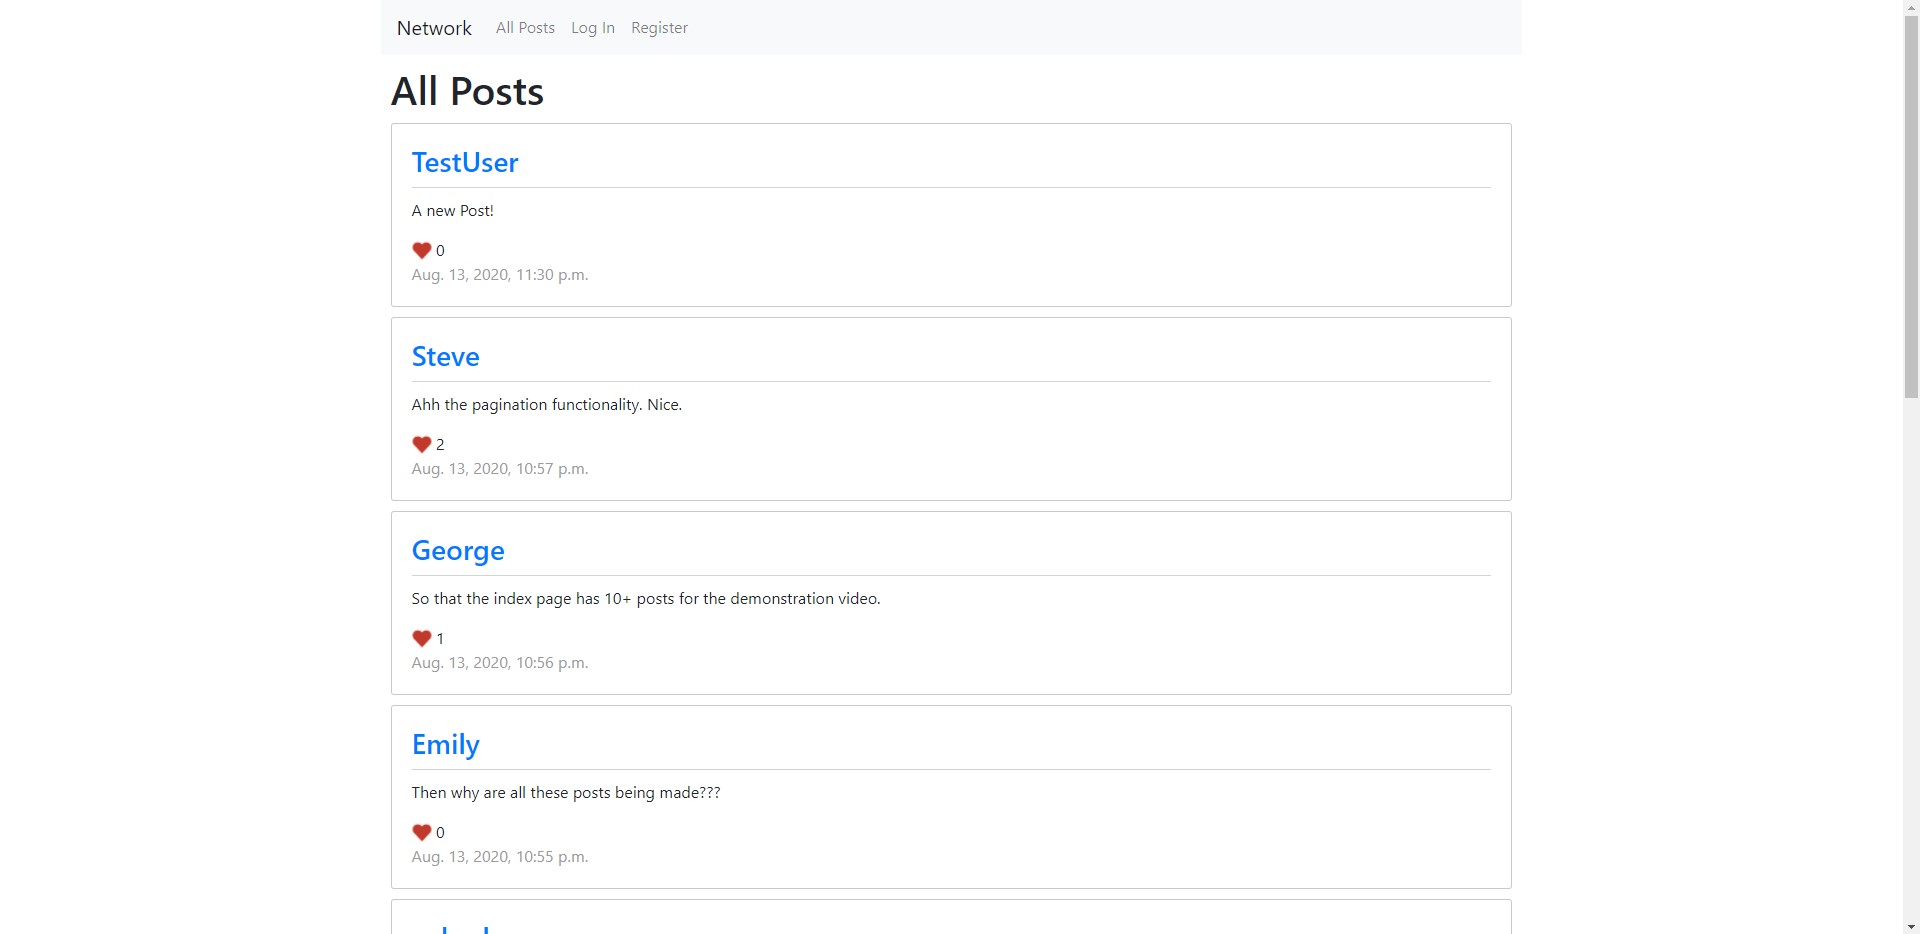 Network All Posts Log In Register
All Posts
TestUser
A new Post!
0
Aug. 13, 2020, 11:30 p.m.
Steve
Ahh the pagination functionality. Nice.
2
Aug. 13, 2020, 10:57 p.m.
George
So that the index page has 10+ posts for the demonstration video.
1
Aug. 13, 2020, 10:56 p.m.
Emily
Then why are all these posts being made???
0
Aug. 13, 2020, 10:55 p.m.